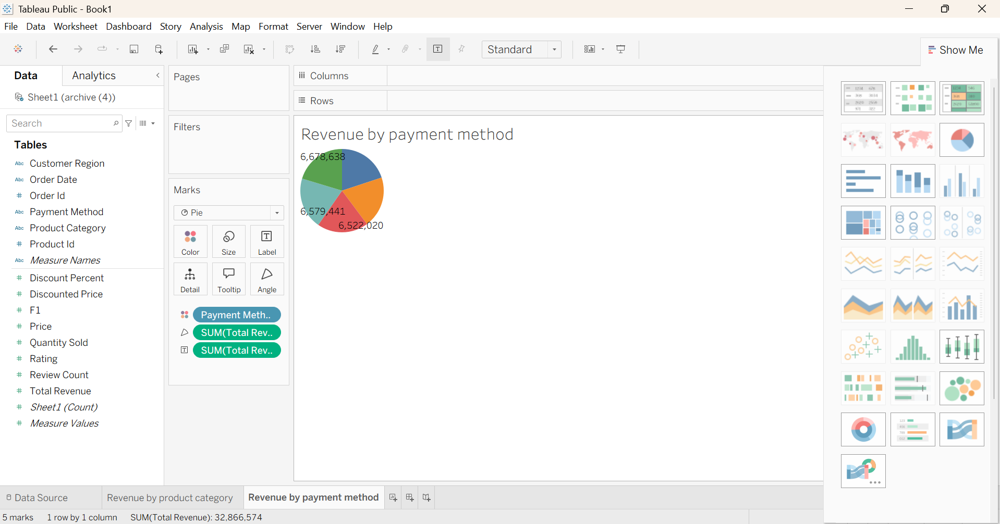 Tableau Public - Book1
File Data Worksheet Dashboard Story Analysis Map Format Server Window Help
Standard
Show Me
Data
Analytics
Sheet1 (archive (4))
Search
Tables
Abc Customer Region
Abc Order Date
# Order Id
Abc Payment Method
Abc Product Category
# Product Id
Abc Measure Names
# Discount Percent
# Discounted Price
# F1
# Price
# Quantity Sold
# Rating
# Review Count
# Total Revenue
# Sheet1 (Count)
# Measure Values
Pages
Filters
Marks
Pie
Color Size Label
Detail Tooltip Angle
Payment Meth..
SUM(Total Rev..
SUM(Total Rev..
Columns
Rows
Revenue by payment method
6,678,638
6,579,441
6,522,020
Data Source
Revenue by product category
Revenue by payment method
5 marks 1 row by 1 column SUM(Total Revenue): 32,866,574